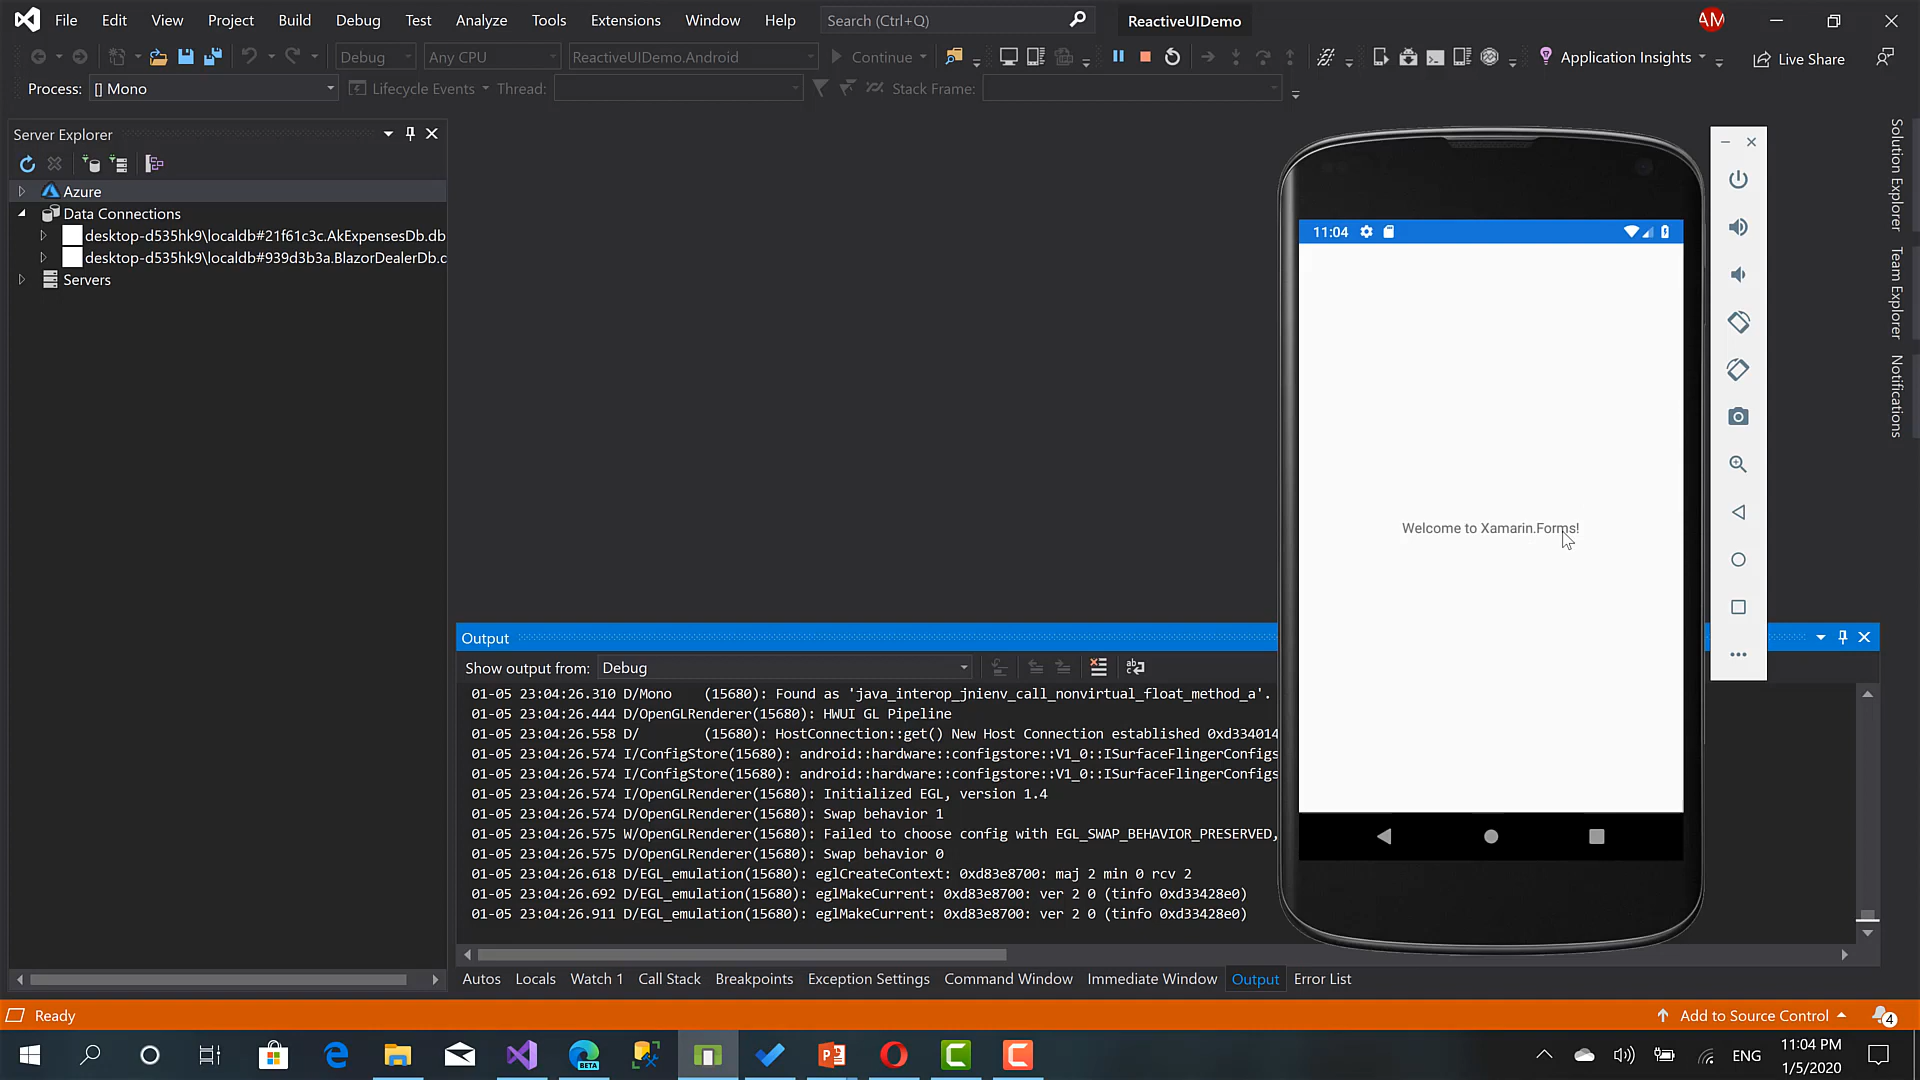 File Edit View Project Build Debug Test Analyze Tools Extensions Window Help Search (Ctrl+Q) ReactiveUIDemo AM
Debug Any CPU ReactiveUIDemo.Android Continue Application Insights Live Share
Process: [] Mono Lifecycle Events Thread: Stack Frame:
Server Explorer
Azure
Data Connections
desktop-d535hk9\localdb#21f61c3c.AkExpensesDb.db
desktop-d535hk9\localdb#939d3b3a.BlazorDealerDb.d
Servers
11:04
Welcome to Xamarin.Forms!
Solution Explorer
Team Explorer
Notifications
Output
Show output from: Debug
01-05 23:04:26.310 D/Mono (15680): Found as 'java_interop_jnienv_call_nonvirtual_float_method_a'.
01-05 23:04:26.444 D/OpenGLRenderer(15680): HWUI GL Pipeline
01-05 23:04:26.558 D/ (15680): HostConnection::get() New Host Connection established 0xd334014
01-05 23:04:26.574 I/ConfigStore(15680): android::hardware::configstore::V1_0::ISurfaceFlingerConfigs
01-05 23:04:26.574 I/ConfigStore(15680): android::hardware::configstore::V1_0::ISurfaceFlingerConfigs
01-05 23:04:26.574 I/OpenGLRenderer(15680): Initialized EGL, version 1.4
01-05 23:04:26.574 D/OpenGLRenderer(15680): Swap behavior 1
01-05 23:04:26.575 W/OpenGLRenderer(15680): Failed to choose config with EGL_SWAP_BEHAVIOR_PRESERVED,
01-05 23:04:26.575 D/OpenGLRenderer(15680): Swap behavior 0
01-05 23:04:26.618 D/EGL_emulation(15680): eglCreateContext: 0xd83e8700: maj 2 min 0 rcv 2
01-05 23:04:26.692 D/EGL_emulation(15680): eglMakeCurrent: 0xd83e8700: ver 2 0 (tinfo 0xd33428e0)
01-05 23:04:26.911 D/EGL_emulation(15680): eglMakeCurrent: 0xd83e8700: ver 2 0 (tinfo 0xd33428e0)
Autos Locals Watch 1 Call Stack Breakpoints Exception Settings Command Window Immediate Window Output Error List
Ready Add to Source Control 4
BETA
ENG
11:04 PM
1/5/2020